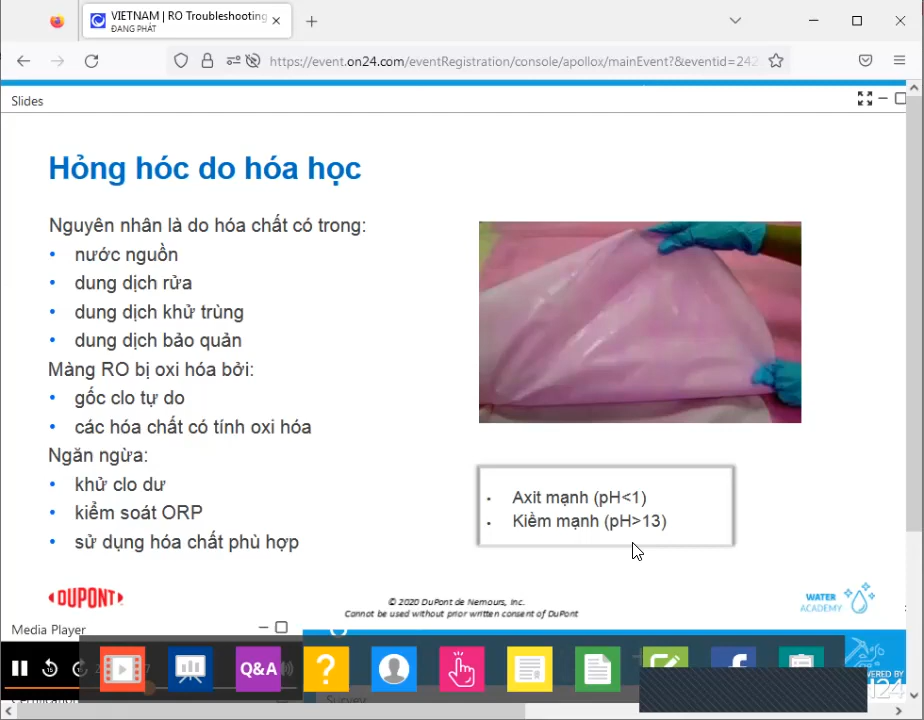 VIETNAM | RO Troubleshooting
ĐANG PHÁT
https://event.on24.com/eventRegistration/console/apollox/mainEvent?&eventid=242
Slides
Hỏng hóc do hóa học
Nguyên nhân là do hóa chất có trong:
• nước nguồn
• dung dịch rửa
• dung dịch khử trùng
• dung dịch bảo quản
Màng RO bị oxi hóa bởi:
• gốc clo tự do
• các hóa chất có tính oxi hóa
Ngăn ngừa:
• khử clo dư
• kiểm soát ORP
• sử dụng hóa chất phù hợp
• Axit mạnh (pH<1)
• Kiềm mạnh (pH>13)
DUPONT
© 2020 DuPont de Nemours, Inc.
Cannot be used without prior written consent of DuPont
WATER
ACADEMY
Media Player
Q&A
?
POWERED BY
ON24